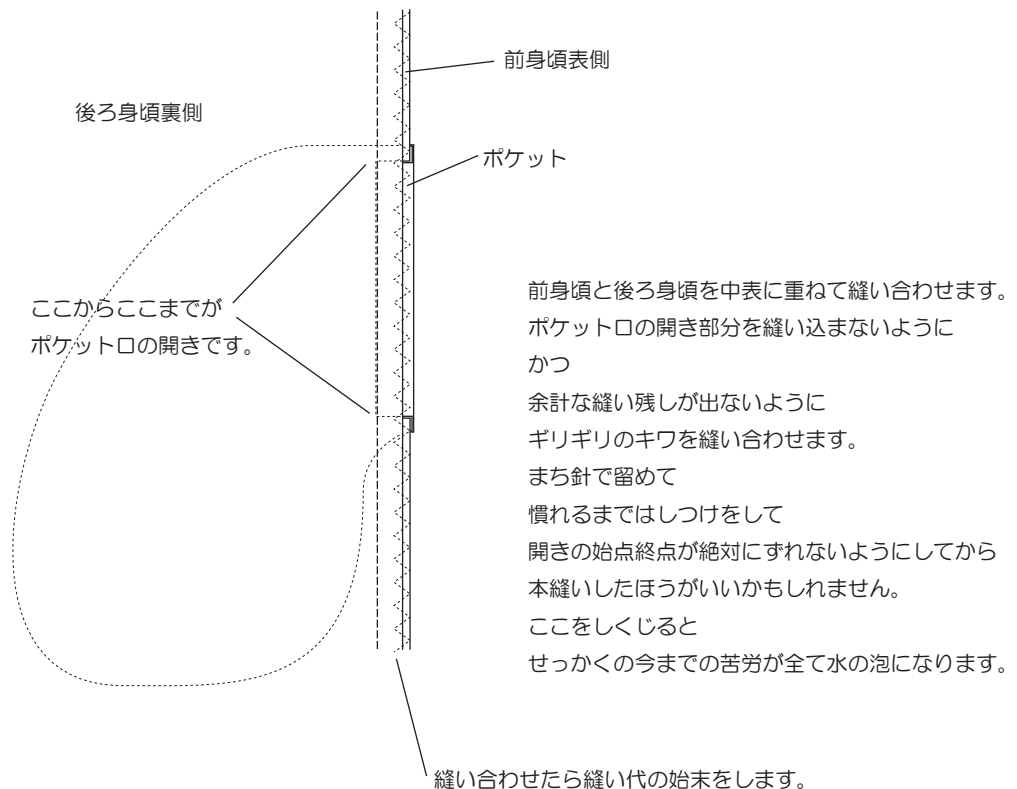 前身頃表側
後ろ身頃裏側
ポケット
ここからここまでが
ポケット口の開きです。
前身頃と後ろ身頃を中表に重ねて縫い合わせます。
ポケット口の開き部分を縫い込まないように
かつ
余計な縫い残しが出ないように
ギリギリのキワを縫い合わせます。
まち針で留めて
慣れるまではしつけをして
開きの始点終点が絶対にずれないようにしてから
本縫いしたほうがいいかもしれません。
ここをしくじると
せっかくの今までの苦労が全て水の泡になります。
縫い合わせたら縫い代の始末をします。